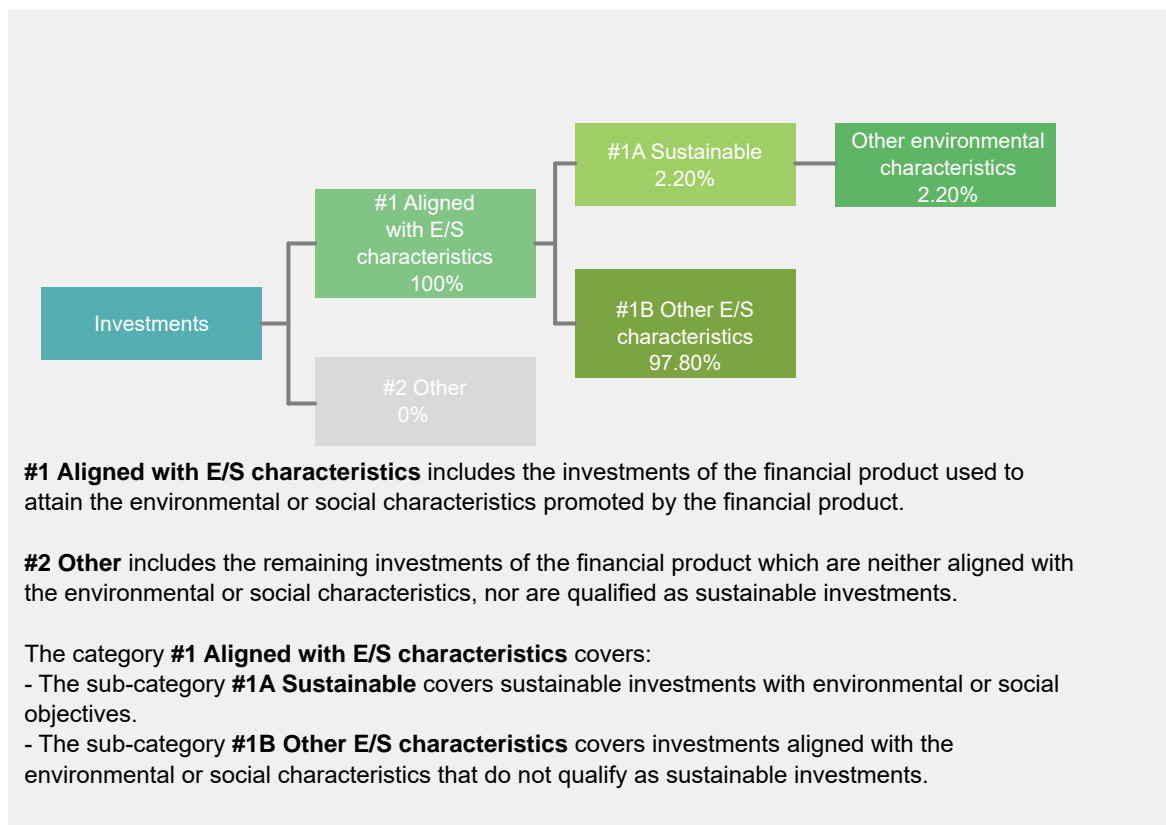 #1A Sustainable
2.20%
Other environmental
characteristics
2.20%
#1 Aligned
with E/S
characteristics
100%
Investments
#1B Other E/S
characteristics
97.80%
#2 Other
0%
#1 Aligned with E/S characteristics includes the investments of the financial product used to
attain the environmental or social characteristics promoted by the financial product.
#2 Other includes the remaining investments of the financial product which are neither aligned with
the environmental or social characteristics, nor are qualified as sustainable investments.
The category #1 Aligned with E/S characteristics covers:
- The sub-category #1A Sustainable covers sustainable investments with environmental or social
objectives.
- The sub-category #1B Other E/S characteristics covers investments aligned with the
environmental or social characteristics that do not qualify as sustainable investments.